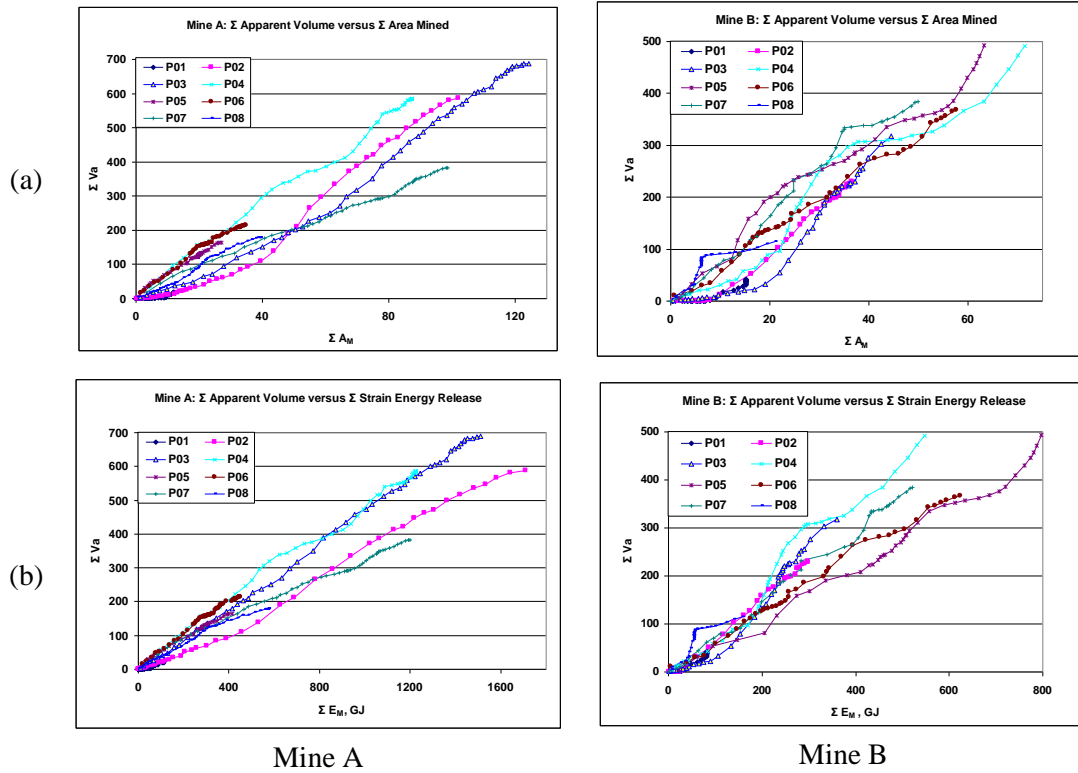 (a)
Mine A: Σ Apparent Volume versus Σ Area Mined
700
600
500
400
300
200
100
0
Σ Va
P01 P02
P03 P04
P05 P06
P07 P08
0 40 80 120
Σ AM
Mine B: Σ Apparent Volume versus Σ Area Mined
500
400
300
200
100
0
Σ Va
P01 P02
P03 P04
P05 P06
P07 P08
0 20 40 60
Σ AM
(b)
Mine A: Σ Apparent Volume versus Σ Strain Energy Release
700
600
500
400
300
200
100
0
Σ Va
P01 P02
P03 P04
P05 P06
P07 P08
0 400 800 1200 1600
Σ EM, GJ
Mine B: Σ Apparent Volume versus Σ Strain Energy Release
500
400
300
200
100
0
Σ Va
P01 P02
P03 P04
P05 P06
P07 P08
0 200 400 600 800
Σ EM, GJ
Mine A
Mine B